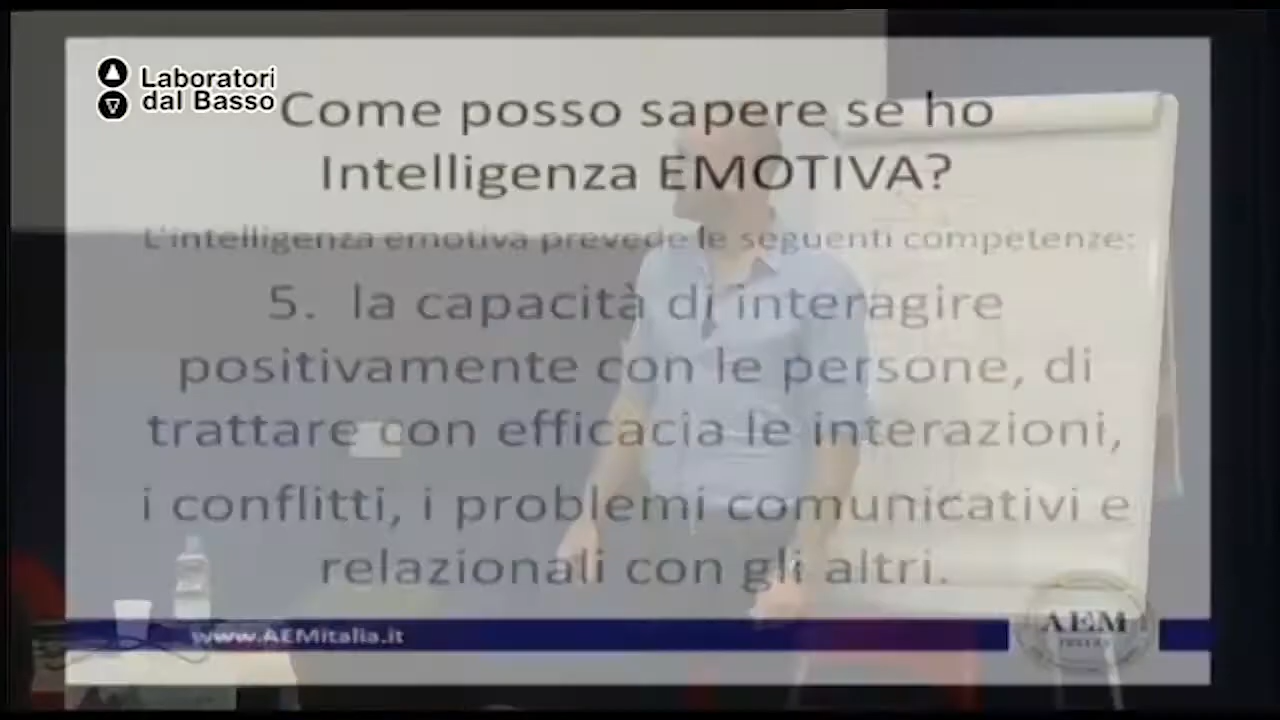 Laboratori
dal Basso
Come posso sapere se ho
Intelligenza EMOTIVA?
L'intelligenza emotiva prevede le seguenti competenze:
5. la capacità di interagire
positivamente con le persone, di
trattare con efficacia le interazioni,
i conflitti, i problemi comunicativi e
relazionali con gli altri.
www.AEMitalia.it
AEM